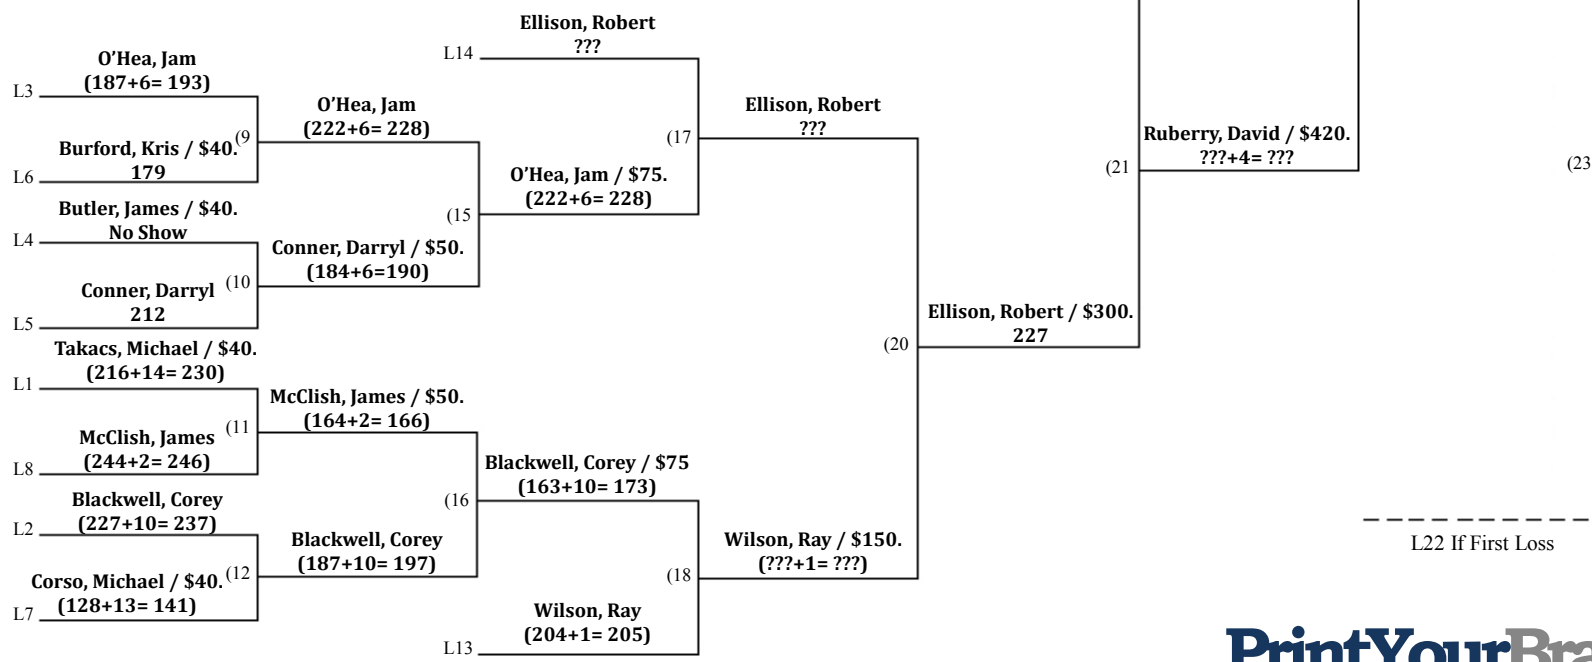 L3
O'Hea, Jam
(187+6= 193)
L6
Burford, Kris / $40.
179
(9
L4
Butler, James / $40.
No Show
L5
Conner, Darryl
212
(10
L1
Takacs, Michael / $40.
(216+14= 230)
L8
McClish, James
(244+2= 246)
(11
L2
Blackwell, Corey
(227+10= 237)
L7
Corso, Michael / $40.
(128+13= 141)
(12
O'Hea, Jam
(222+6= 228)
Conner, Darryl / $50.
(184+6=190)
(15
McClish, James / $50.
(164+2= 166)
Blackwell, Corey
(187+10= 197)
(16
L14
Ellison, Robert
???
O'Hea, Jam / $75.
(222+6= 228)
(17
Blackwell, Corey / $75
(163+10= 173)
L13
Wilson, Ray
(204+1= 205)
(18
Ellison, Robert
???
Wilson, Ray / $150.
(???+1= ???)
(20
Ellison, Robert / $300.
227
(21
Ruberry, David / $420.
???+4= ???
(23
L22 If First Loss
PrintYourBra